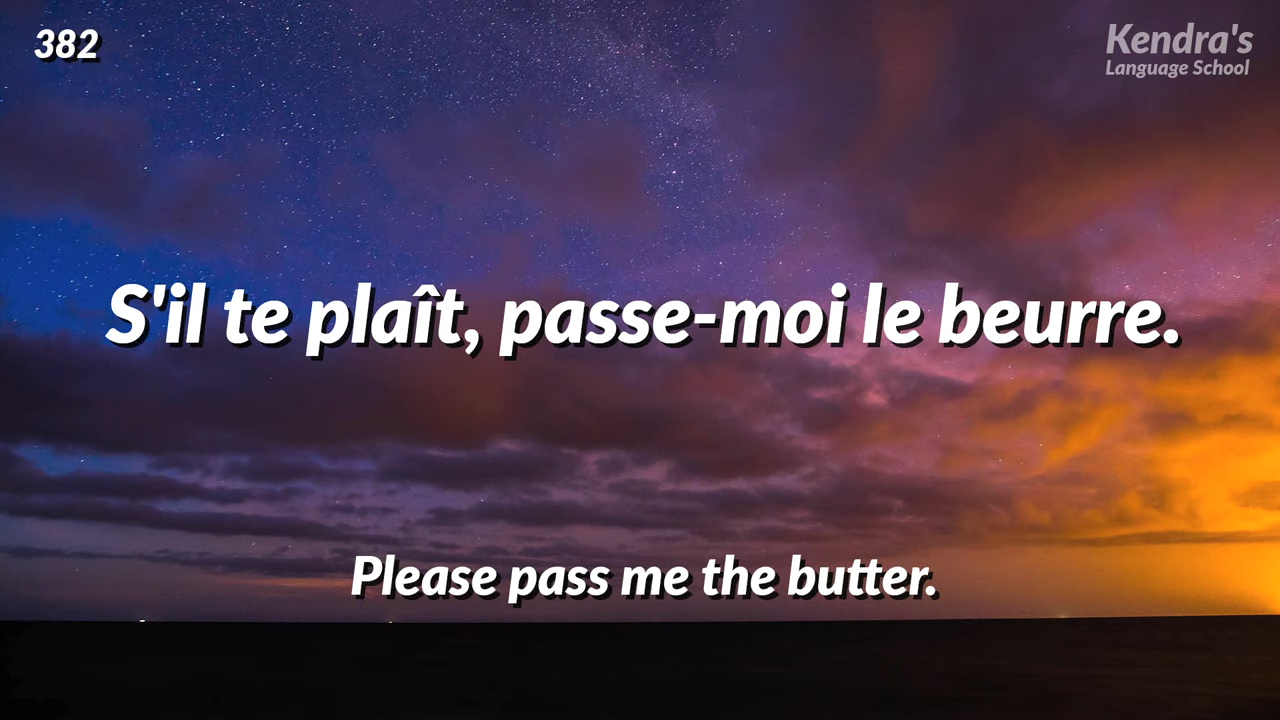 382
Kendra's
Language School
S'il te plaît, passe-moi le beurre.
Please pass me the butter.